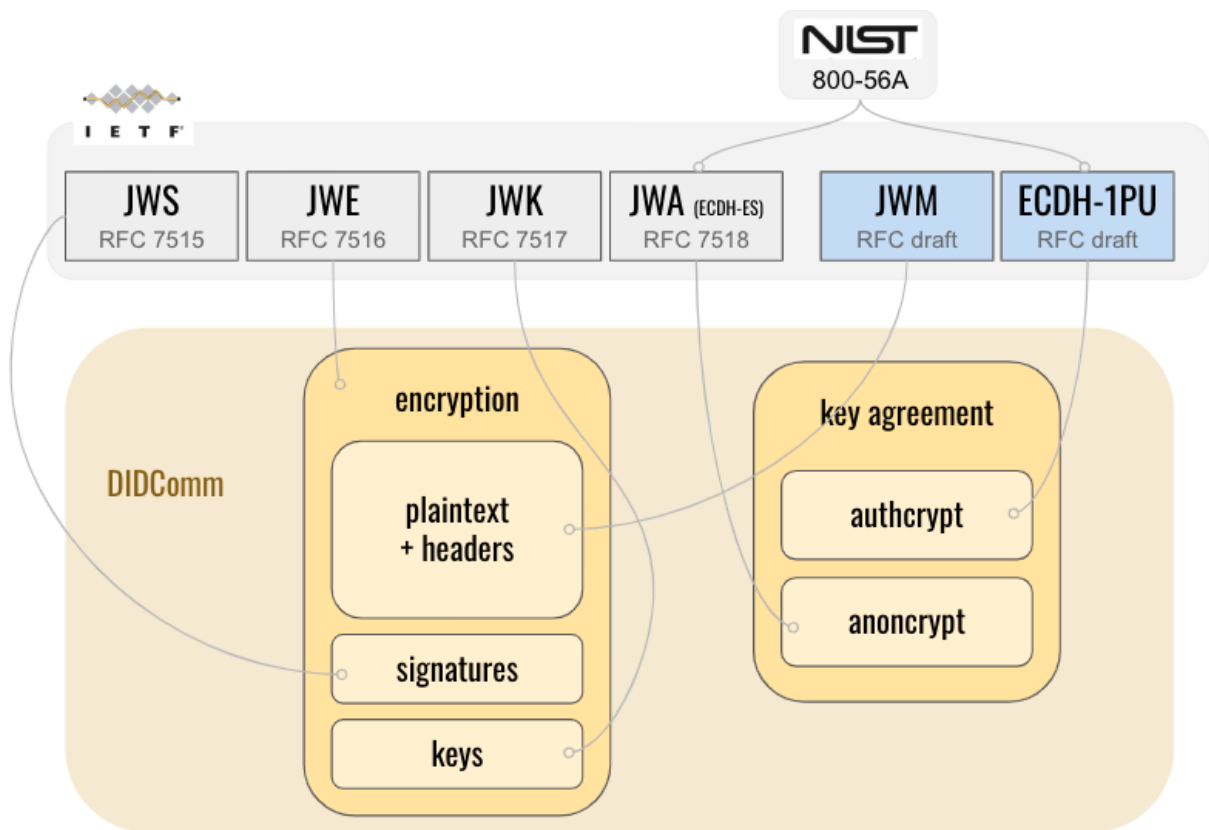 NIST
800-56A
IETF
JWS
RFC 7515
JWE
RFC 7516
JWK
RFC 7517
JWA (ECDH-ES)
RFC 7518
JWM
RFC draft
ECDH-1PU
RFC draft
DIDComm
encryption
plaintext
+ headers
signatures
keys
key agreement
authcrypt
anoncrypt